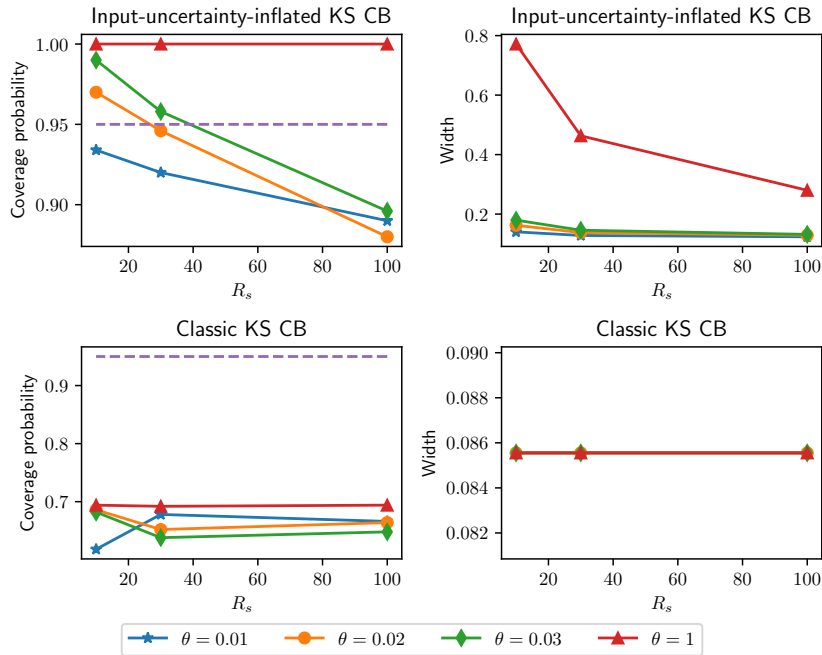 Input-uncertainty-inflated KS CB
Coverage probability
1.00
0.95
0.90
20 40 60 80 100
R_s
Input-uncertainty-inflated KS CB
Width
0.8
0.6
0.4
0.2
20 40 60 80 100
R_s
Classic KS CB
Coverage probability
0.9
0.8
0.7
20 40 60 80 100
R_s
Classic KS CB
Width
0.090
0.088
0.086
0.084
0.082
20 40 60 80 100
R_s
θ = 0.01 θ = 0.02 θ = 0.03 θ = 1